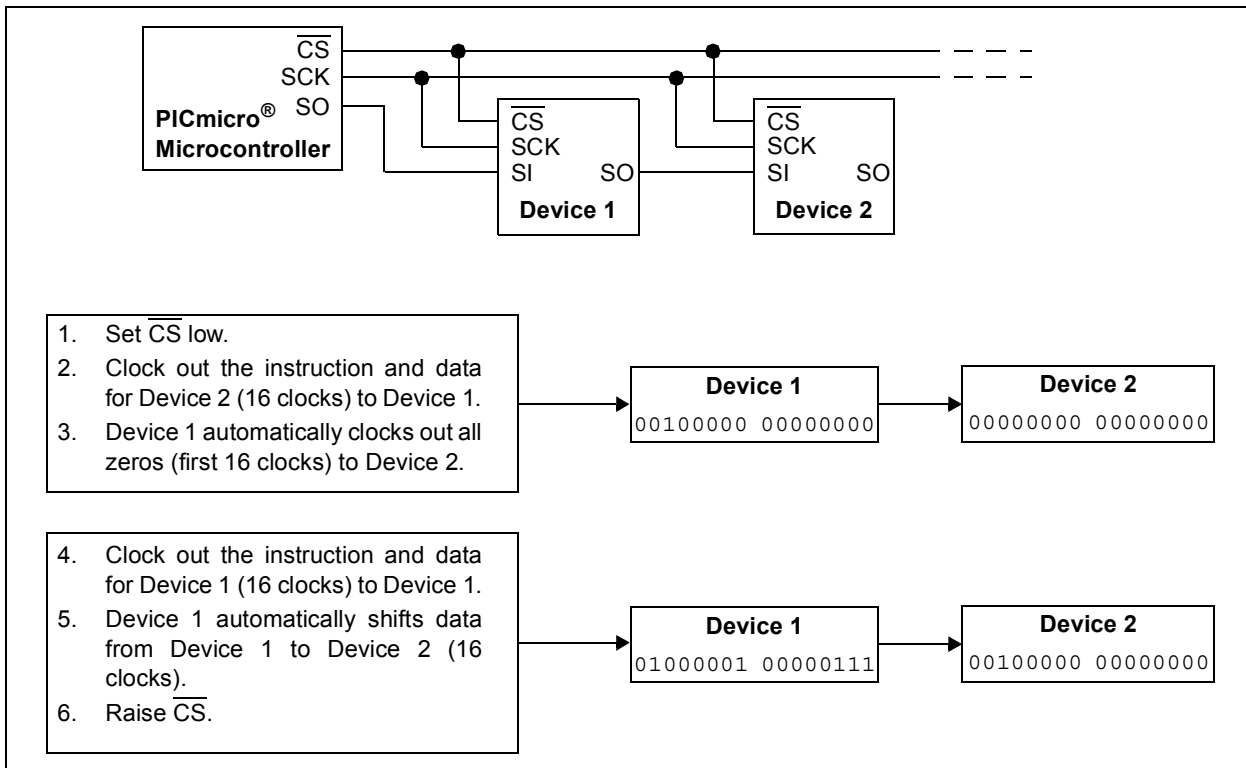 CS
SCK
SO
PICmicro®
Microcontroller
CS
SCK
SI SO
Device 1
CS
SCK
SI SO
Device 2
1. Set CS low.
2. Clock out the instruction and data
for Device 2 (16 clocks) to Device 1.
3. Device 1 automatically clocks out all
zeros (first 16 clocks) to Device 2.
Device 1
00100000 00000000
Device 2
00000000 00000000
4. Clock out the instruction and data
for Device 1 (16 clocks) to Device 1.
5. Device 1 automatically shifts data
from Device 1 to Device 2 (16
clocks).
6. Raise CS.
Device 1
01000001 00000111
Device 2
00100000 00000000